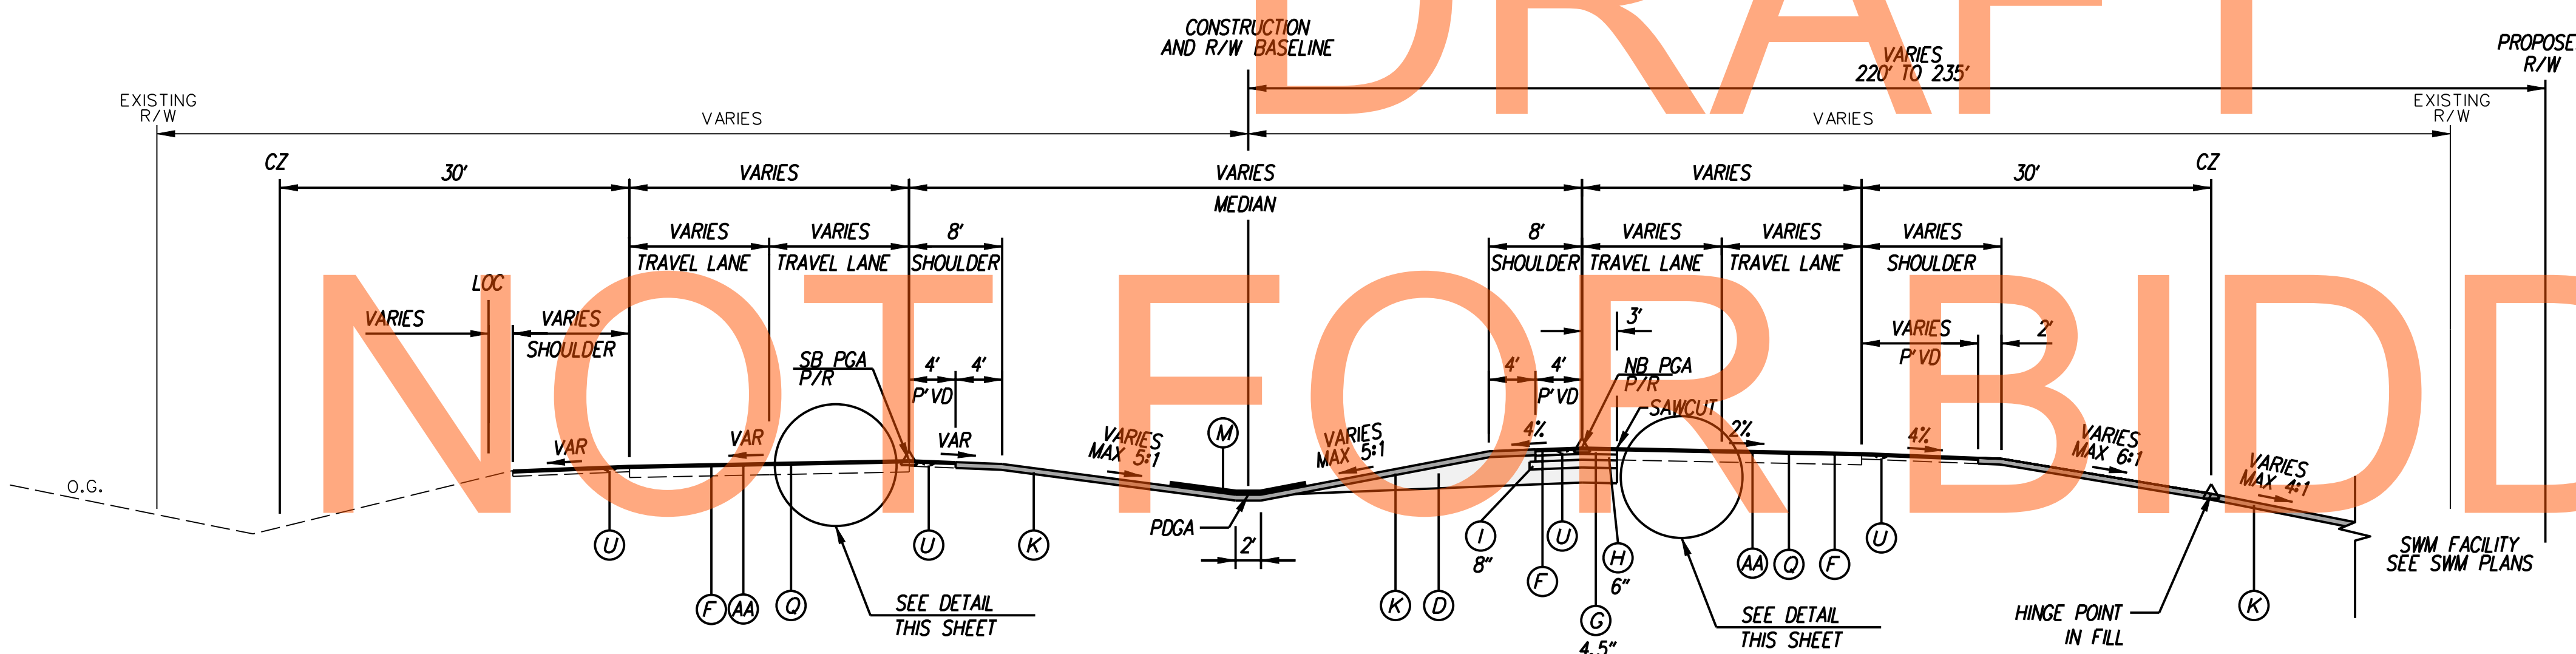 DRAFT
NOT FOR BIDD
CONSTRUCTION
AND R/W BASELINE
VARIES
220' TO 235'
PROPOSE
R/W
EXISTING
R/W
VARIES
VARIES
EXISTING
R/W
CZ
30'
VARIES
VARIES
VARIES
30'
CZ
MEDIAN
VARIES
VARIES
8'
8'
VARIES
VARIES
VARIES
TRAVEL LANE
TRAVEL LANE
SHOULDER
SHOULDER
TRAVEL LANE
TRAVEL LANE
SHOULDER
LOC
VARIES
VARIES
SHOULDER
3'
VARIES
P'VD
2'
SB PGA
P/R
4'
4'
P'VD
4'
4'
P'VD
NB PGA
P/R
SAWCUT
VAR
VAR
VAR
VARIES
MAX 5:1
M
VARIES
MAX 5:1
4%
2%
4%
VARIES
MAX 6:1
VARIES
MAX 4:1
O.G.
PDGA
2'
U
U
K
I
8"
U
H
6"
AA
Q
F
U
F
AA
Q
K
D
F
G
4.5"
K
SEE DETAIL
THIS SHEET
SEE DETAIL
THIS SHEET
HINGE POINT
IN FILL
SWM FACILITY
SEE SWM PLANS